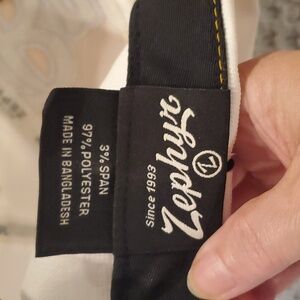 3% SPAN
97% POLYESTER
MADE IN BANGLADESH
Zephyr
Z
Since 1993